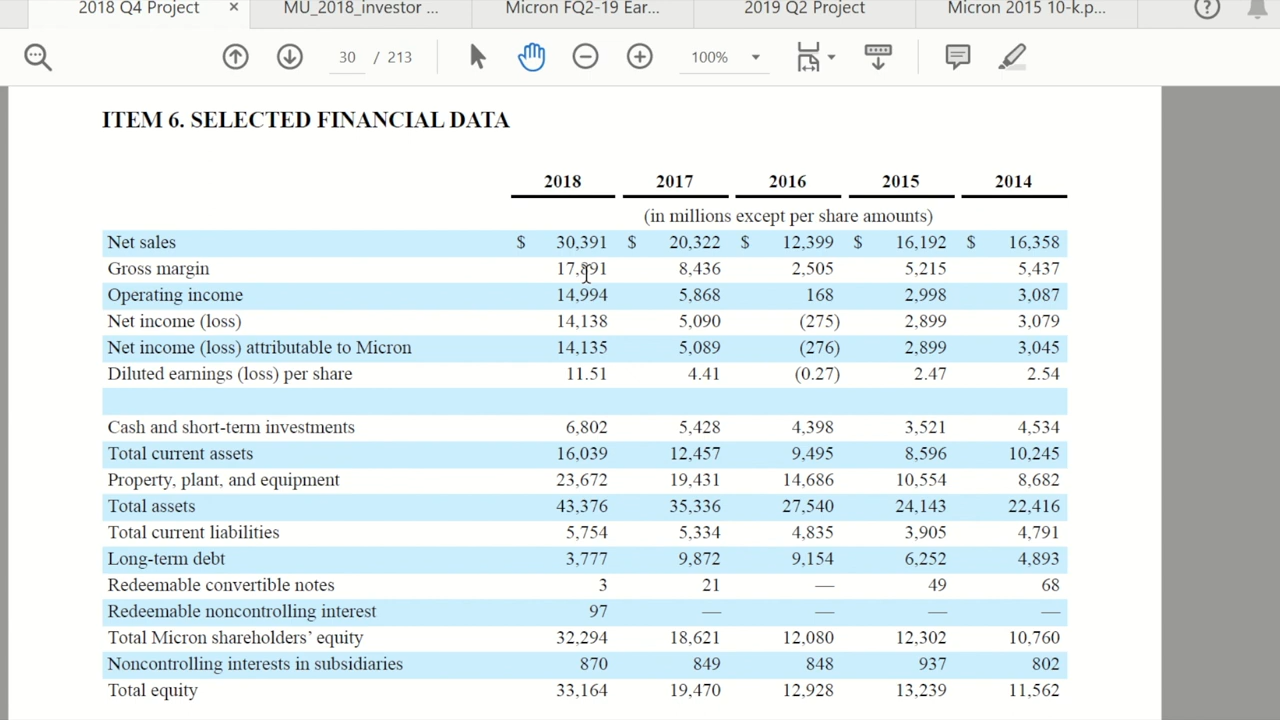 2018 Q4 Project × MU_2018_investor ... Micron FQ2-19 Ear... 2019 Q2 Project Micron 2015 10-k.p...
30 / 213 100%
ITEM 6. SELECTED FINANCIAL DATA
2018 2017 2016 2015 2014
(in millions except per share amounts)
Net sales $ 30,391 $ 20,322 $ 12,399 $ 16,192 $ 16,358
Gross margin 17,891 8,436 2,505 5,215 5,437
Operating income 14,994 5,868 168 2,998 3,087
Net income (loss) 14,138 5,090 (275) 2,899 3,079
Net income (loss) attributable to Micron 14,135 5,089 (276) 2,899 3,045
Diluted earnings (loss) per share 11.51 4.41 (0.27) 2.47 2.54
Cash and short-term investments 6,802 5,428 4,398 3,521 4,534
Total current assets 16,039 12,457 9,495 8,596 10,245
Property, plant, and equipment 23,672 19,431 14,686 10,554 8,682
Total assets 43,376 35,336 27,540 24,143 22,416
Total current liabilities 5,754 5,334 4,835 3,905 4,791
Long-term debt 3,777 9,872 9,154 6,252 4,893
Redeemable convertible notes 3 21 — 49 68
Redeemable noncontrolling interest 97 — — — —
Total Micron shareholders' equity 32,294 18,621 12,080 12,302 10,760
Noncontrolling interests in subsidiaries 870 849 848 937 802
Total equity 33,164 19,470 12,928 13,239 11,562